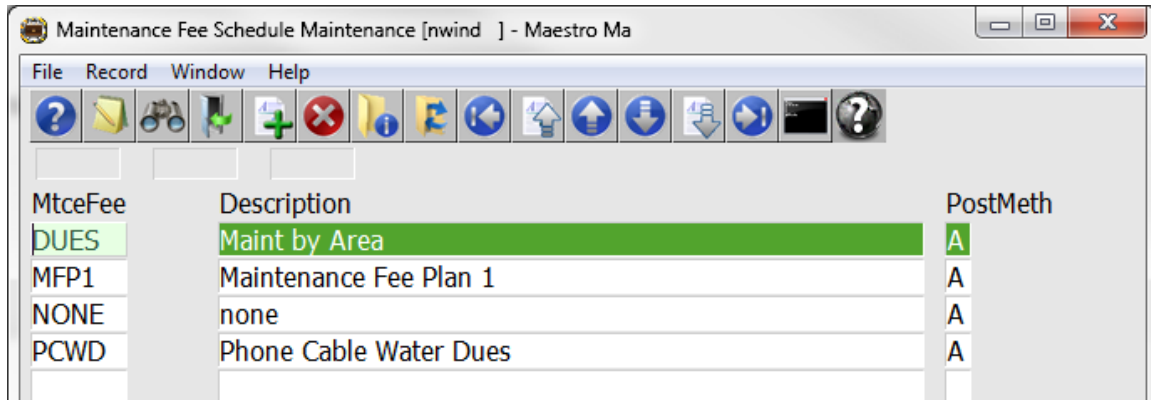 Maintenance Fee Schedule Maintenance [nwind ] - Maestro Ma
File Record Window Help
MtceFee Description PostMeth
DUES Maint by Area A
MFP1 Maintenance Fee Plan 1 A
NONE none A
PCWD Phone Cable Water Dues A